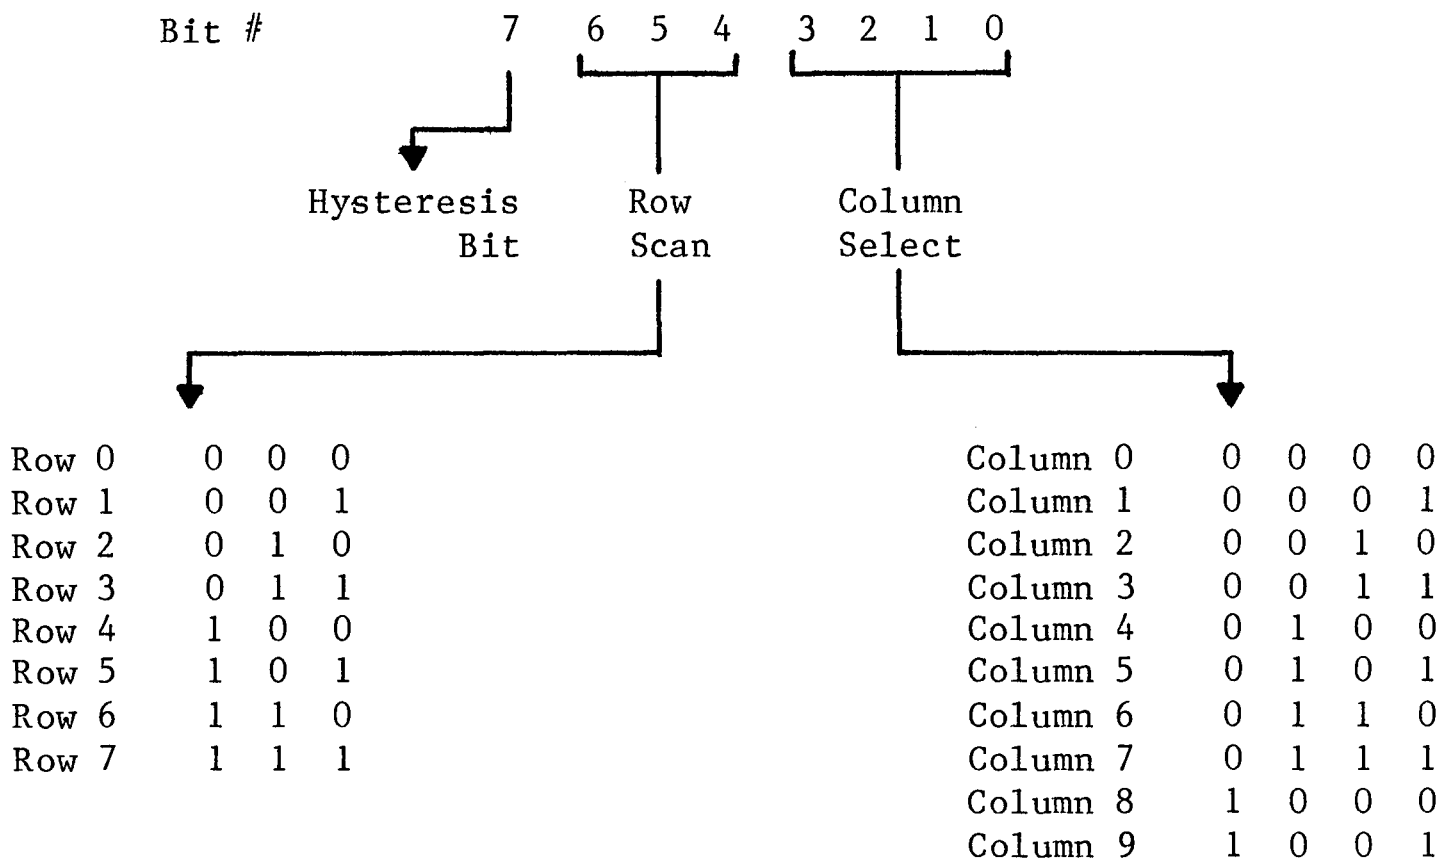 Bit # 7 6 5 4 3 2 1 0
Hysteresis Bit
Row Scan
Column Select
Row 0 0 0 0
Row 1 0 0 1
Row 2 0 1 0
Row 3 0 1 1
Row 4 1 0 0
Row 5 1 0 1
Row 6 1 1 0
Row 7 1 1 1
Column 0 0 0 0 0
Column 1 0 0 0 1
Column 2 0 0 1 0
Column 3 0 0 1 1
Column 4 0 1 0 0
Column 5 0 1 0 1
Column 6 0 1 1 0
Column 7 0 1 1 1
Column 8 1 0 0 0
Column 9 1 0 0 1